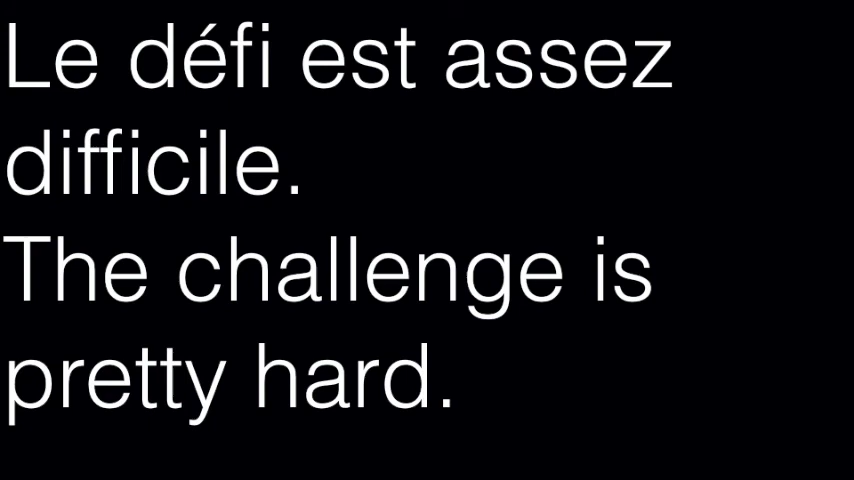 Le défi est assez
difficile.
The challenge is
pretty hard.